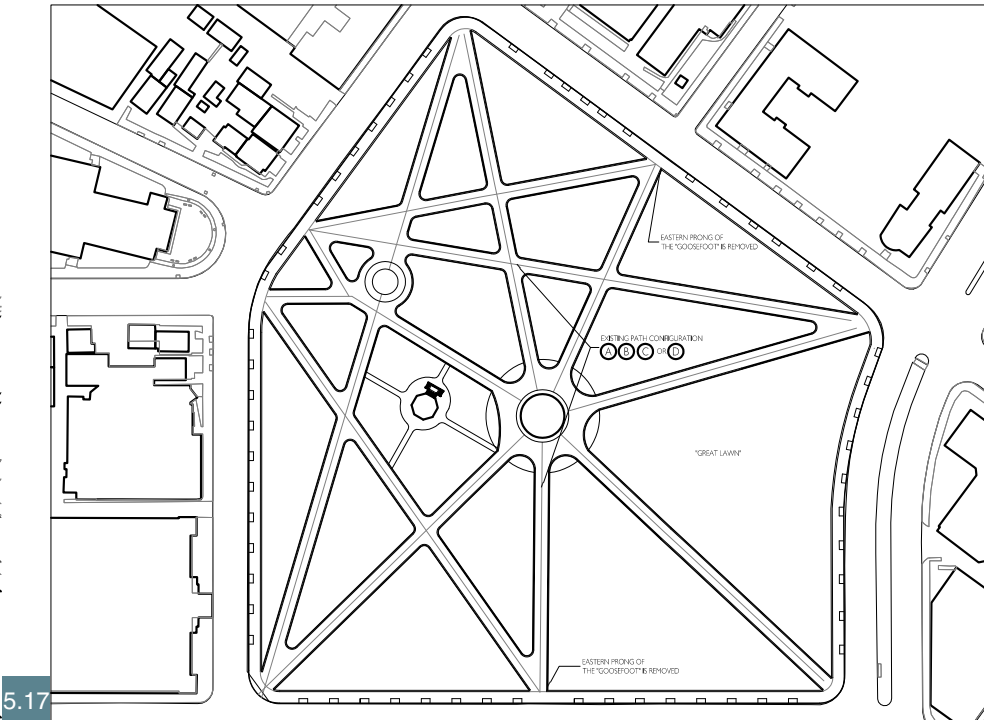 EASTERN PRONG OF
THE "GOOSEFOOT" IS REMOVED
EXISTING PATH CONFIGURATION
A B C OR D
"GREAT LAWN"
EASTERN PRONG OF
THE "GOOSEFOOT" IS REMOVED
5.17